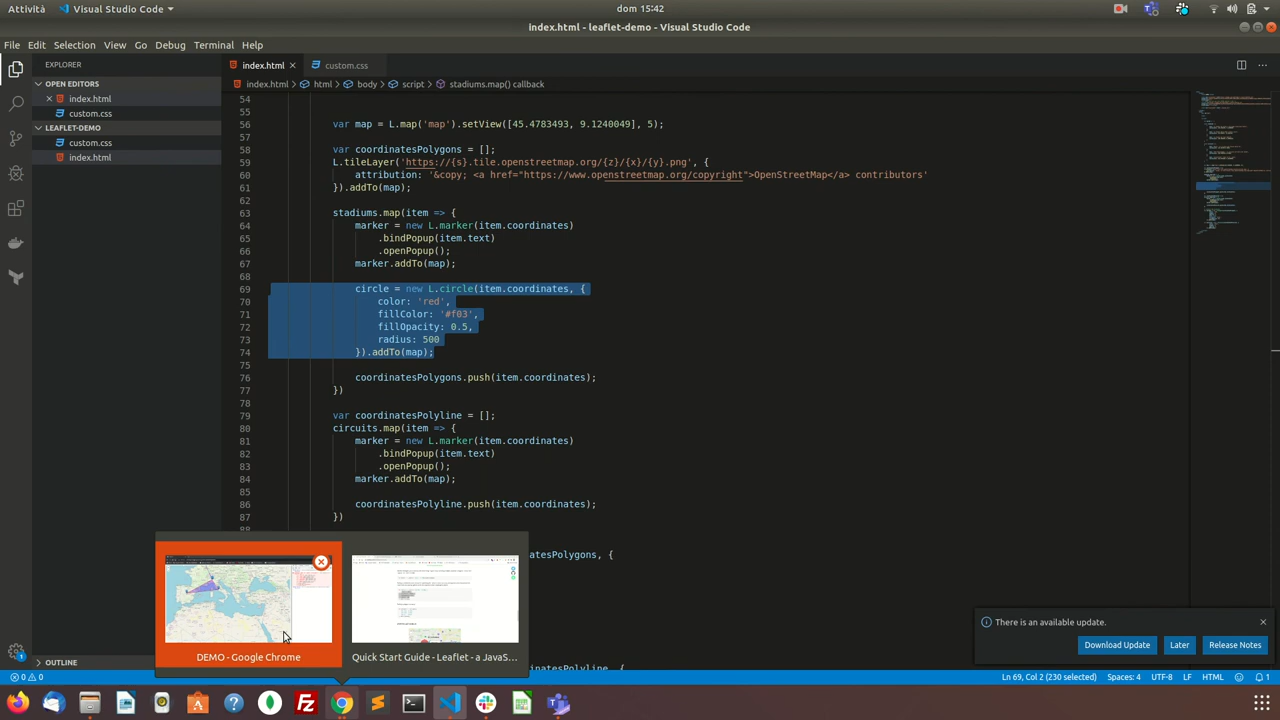 Attività
Visual Studio Code
dom 15:42
index.html - leaflet-demo - Visual Studio Code
File Edit Selection View Go Debug Terminal Help
EXPLORER
OPEN EDITORS
index.html
custom.css
LEAFLET-DEMO
custom.css
index.html
OUTLINE
index.html
custom.css
index.html > html > body > script > stadiums.map() callback
54
55
56 var map = L.map('map').setView([45.4783493, 9.1240049], 5);
57
58 var coordinatesPolygons = [];
59 L.tileLayer('https://{s}.tile.openstreetmap.org/{z}/{x}/{y}.png', {
60 attribution: '&copy; <a href="https://www.openstreetmap.org/copyright">OpenStreetMap</a> contributors'
61 }).addTo(map);
62
63 stadiums.map(item => {
64 marker = new L.marker(item.coordinates)
65 .bindPopup(item.text)
66 .openPopup();
67 marker.addTo(map);
68
69 circle = new L.circle(item.coordinates, {
70 color: 'red',
71 fillColor: '#f03',
72 fillOpacity: 0.5,
73 radius: 500
74 }).addTo(map);
75
76 coordinatesPolygons.push(item.coordinates);
77 })
78
79 var coordinatesPolyline = [];
80 circuits.map(item => {
81 marker = new L.marker(item.coordinates)
82 .bindPopup(item.text)
83 .openPopup();
84 marker.addTo(map);
85
86 coordinatesPolyline.push(item.coordinates);
87 })
88
atesPolygons, {
atesPolyline, {
DEMO - Google Chrome
Quick Start Guide - Leaflet - a JavaS...
There is an available update.
Download Update
Later
Release Notes
0 0
Ln 69, Col 2 (230 selected) Spaces: 4 UTF-8 LF HTML 1